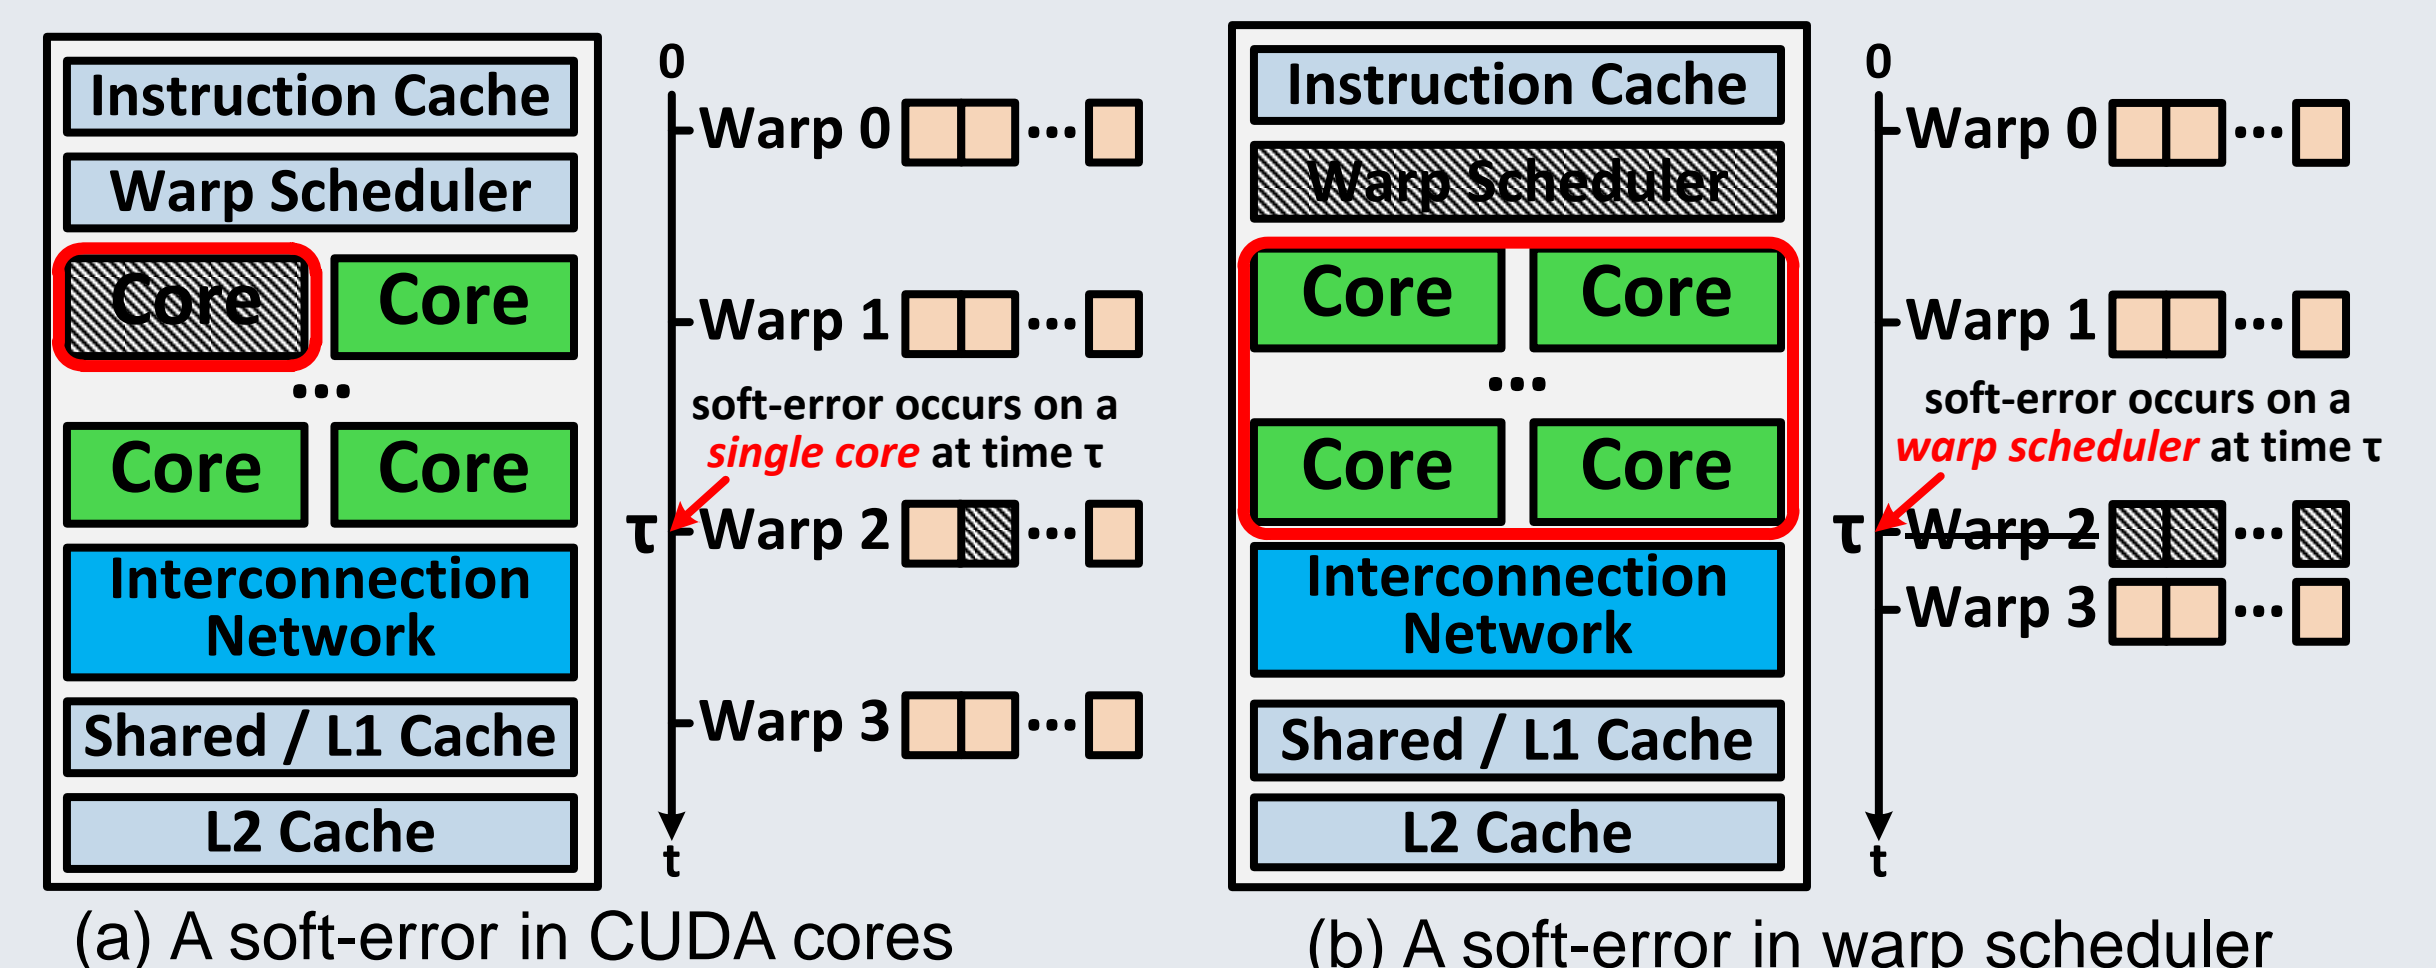 Instruction Cache
Warp Scheduler
Core
Core
...
Core
Core
Interconnection
Network
Shared / L1 Cache
L2 Cache
0
Warp 0 ...
Warp 1 ...
soft-error occurs on a
single core at time τ
τ
Warp 2 ...
Warp 3 ...
t
(a) A soft-error in CUDA cores
Instruction Cache
Warp Scheduler
Core
Core
...
Core
Core
Interconnection
Network
Shared / L1 Cache
L2 Cache
0
Warp 0 ...
Warp 1 ...
soft-error occurs on a
warp scheduler at time τ
τ
Warp 2 ...
Warp 3 ...
t
(b) A soft-error in warp scheduler